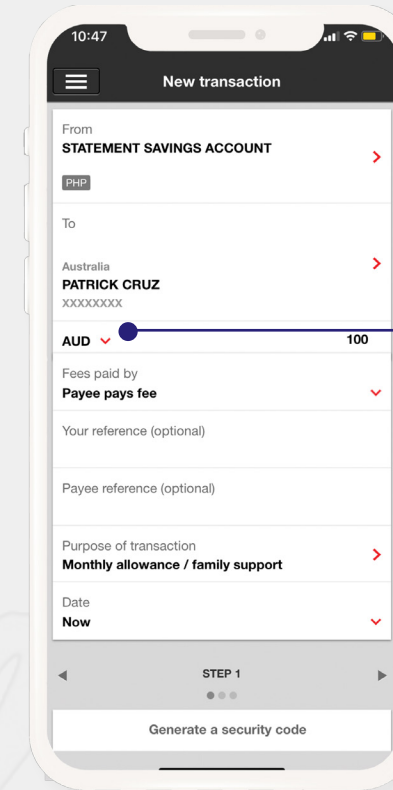 10:47
New transaction
From
STATEMENT SAVINGS ACCOUNT
PHP
To
Australia
PATRICK CRUZ
XXXXXXXX
AUD 100
Fees paid by
Payee pays fee
Your reference (optional)
Payee reference (optional)
Purpose of transaction
Monthly allowance / family support
Date
Now
STEP 1
Generate a security code